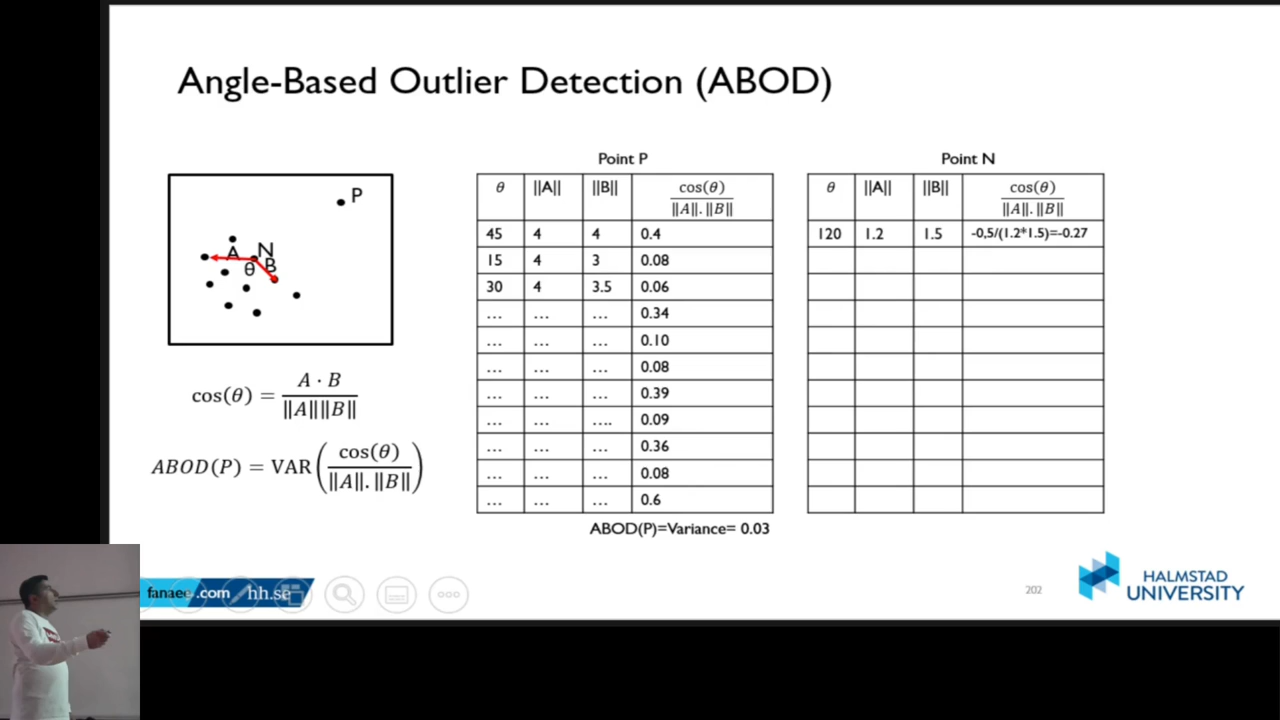 Angle-Based Outlier Detection (ABOD)
P
N
A
B
θ
cos(θ) = A · B / ‖A‖‖B‖
ABOD(P) = VAR(cos(θ) / ‖A‖.‖B‖)
Point P
θ ||A|| ||B|| cos(θ) / ‖A‖.‖B‖
45 4 4 0.4
15 4 3 0.08
30 4 3.5 0.06
... ... ... 0.34
... ... ... 0.10
... ... ... 0.08
... ... ... 0.39
... ... .... 0.09
... ... ... 0.36
... ... ... 0.08
... ... ... 0.6
ABOD(P)=Variance= 0.03
Point N
θ ||A|| ||B|| cos(θ) / ‖A‖.‖B‖
120 1.2 1.5 -0,5/(1.2*1.5)=-0.27
fanaee.com hh.se
202
HALMSTAD
UNIVERSITY